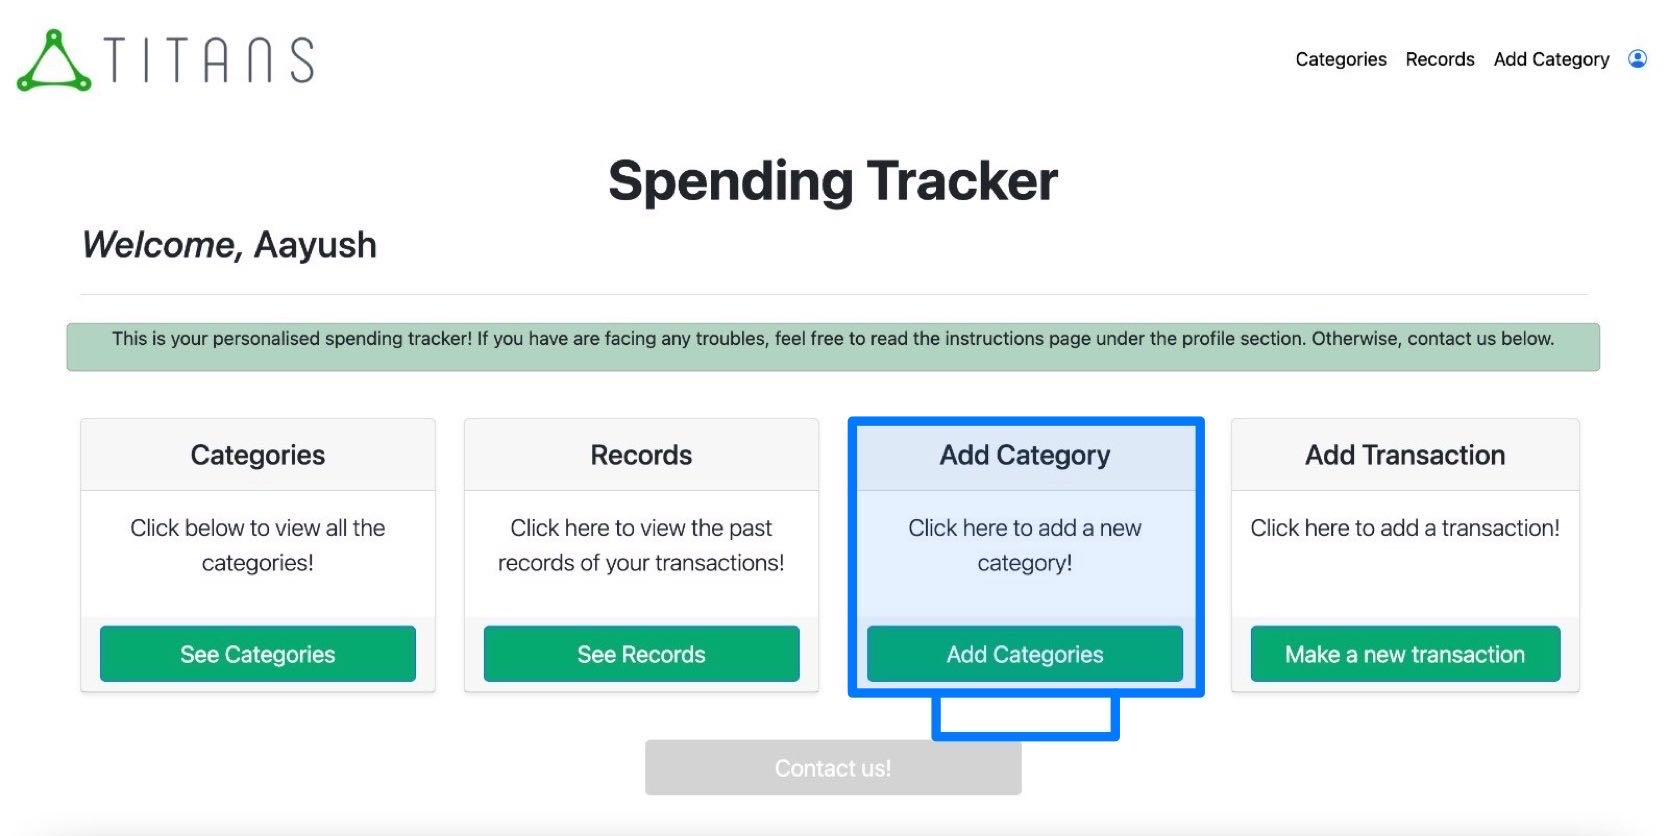 TITANS
Categories Records Add Category
Spending Tracker
Welcome, Aayush
This is your personalised spending tracker! If you have are facing any troubles, feel free to read the instructions page under the profile section. Otherwise, contact us below.
Categories
Click below to view all the
categories!
See Categories
Records
Click here to view the past
records of your transactions!
See Records
Add Category
Click here to add a new
category!
Add Categories
Add Transaction
Click here to add a transaction!
Make a new transaction
Contact us!